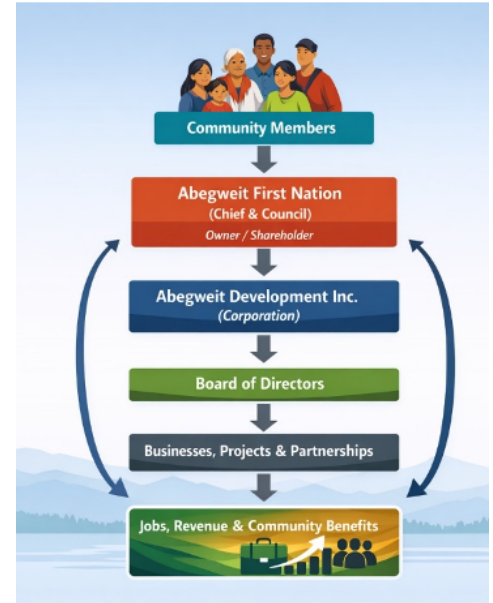 Community Members
Abegweit First Nation
(Chief & Council)
Owner / Shareholder
Abegweit Development Inc.
(Corporation)
Board of Directors
Businesses, Projects & Partnerships
Jobs, Revenue & Community Benefits